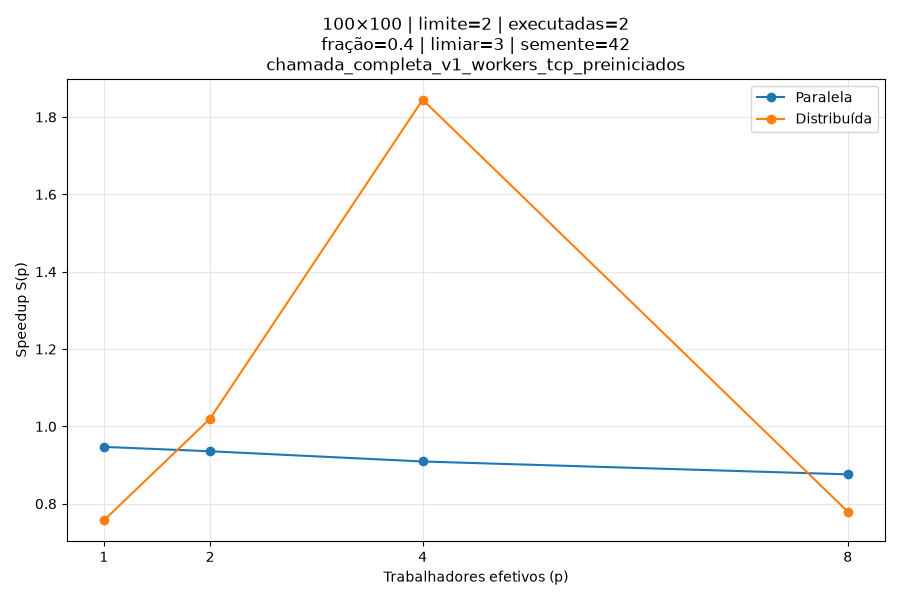 100×100 | limite=2 | executadas=2
fração=0.4 | limiar=3 | semente=42
chamada_completa_v1_workers_tcp_preiniciados
Paralela
Distribuída
1.8
1.6
1.4
1.2
1.0
0.8
Speedup S(p)
1
2
4
8
Trabalhadores efetivos (p)